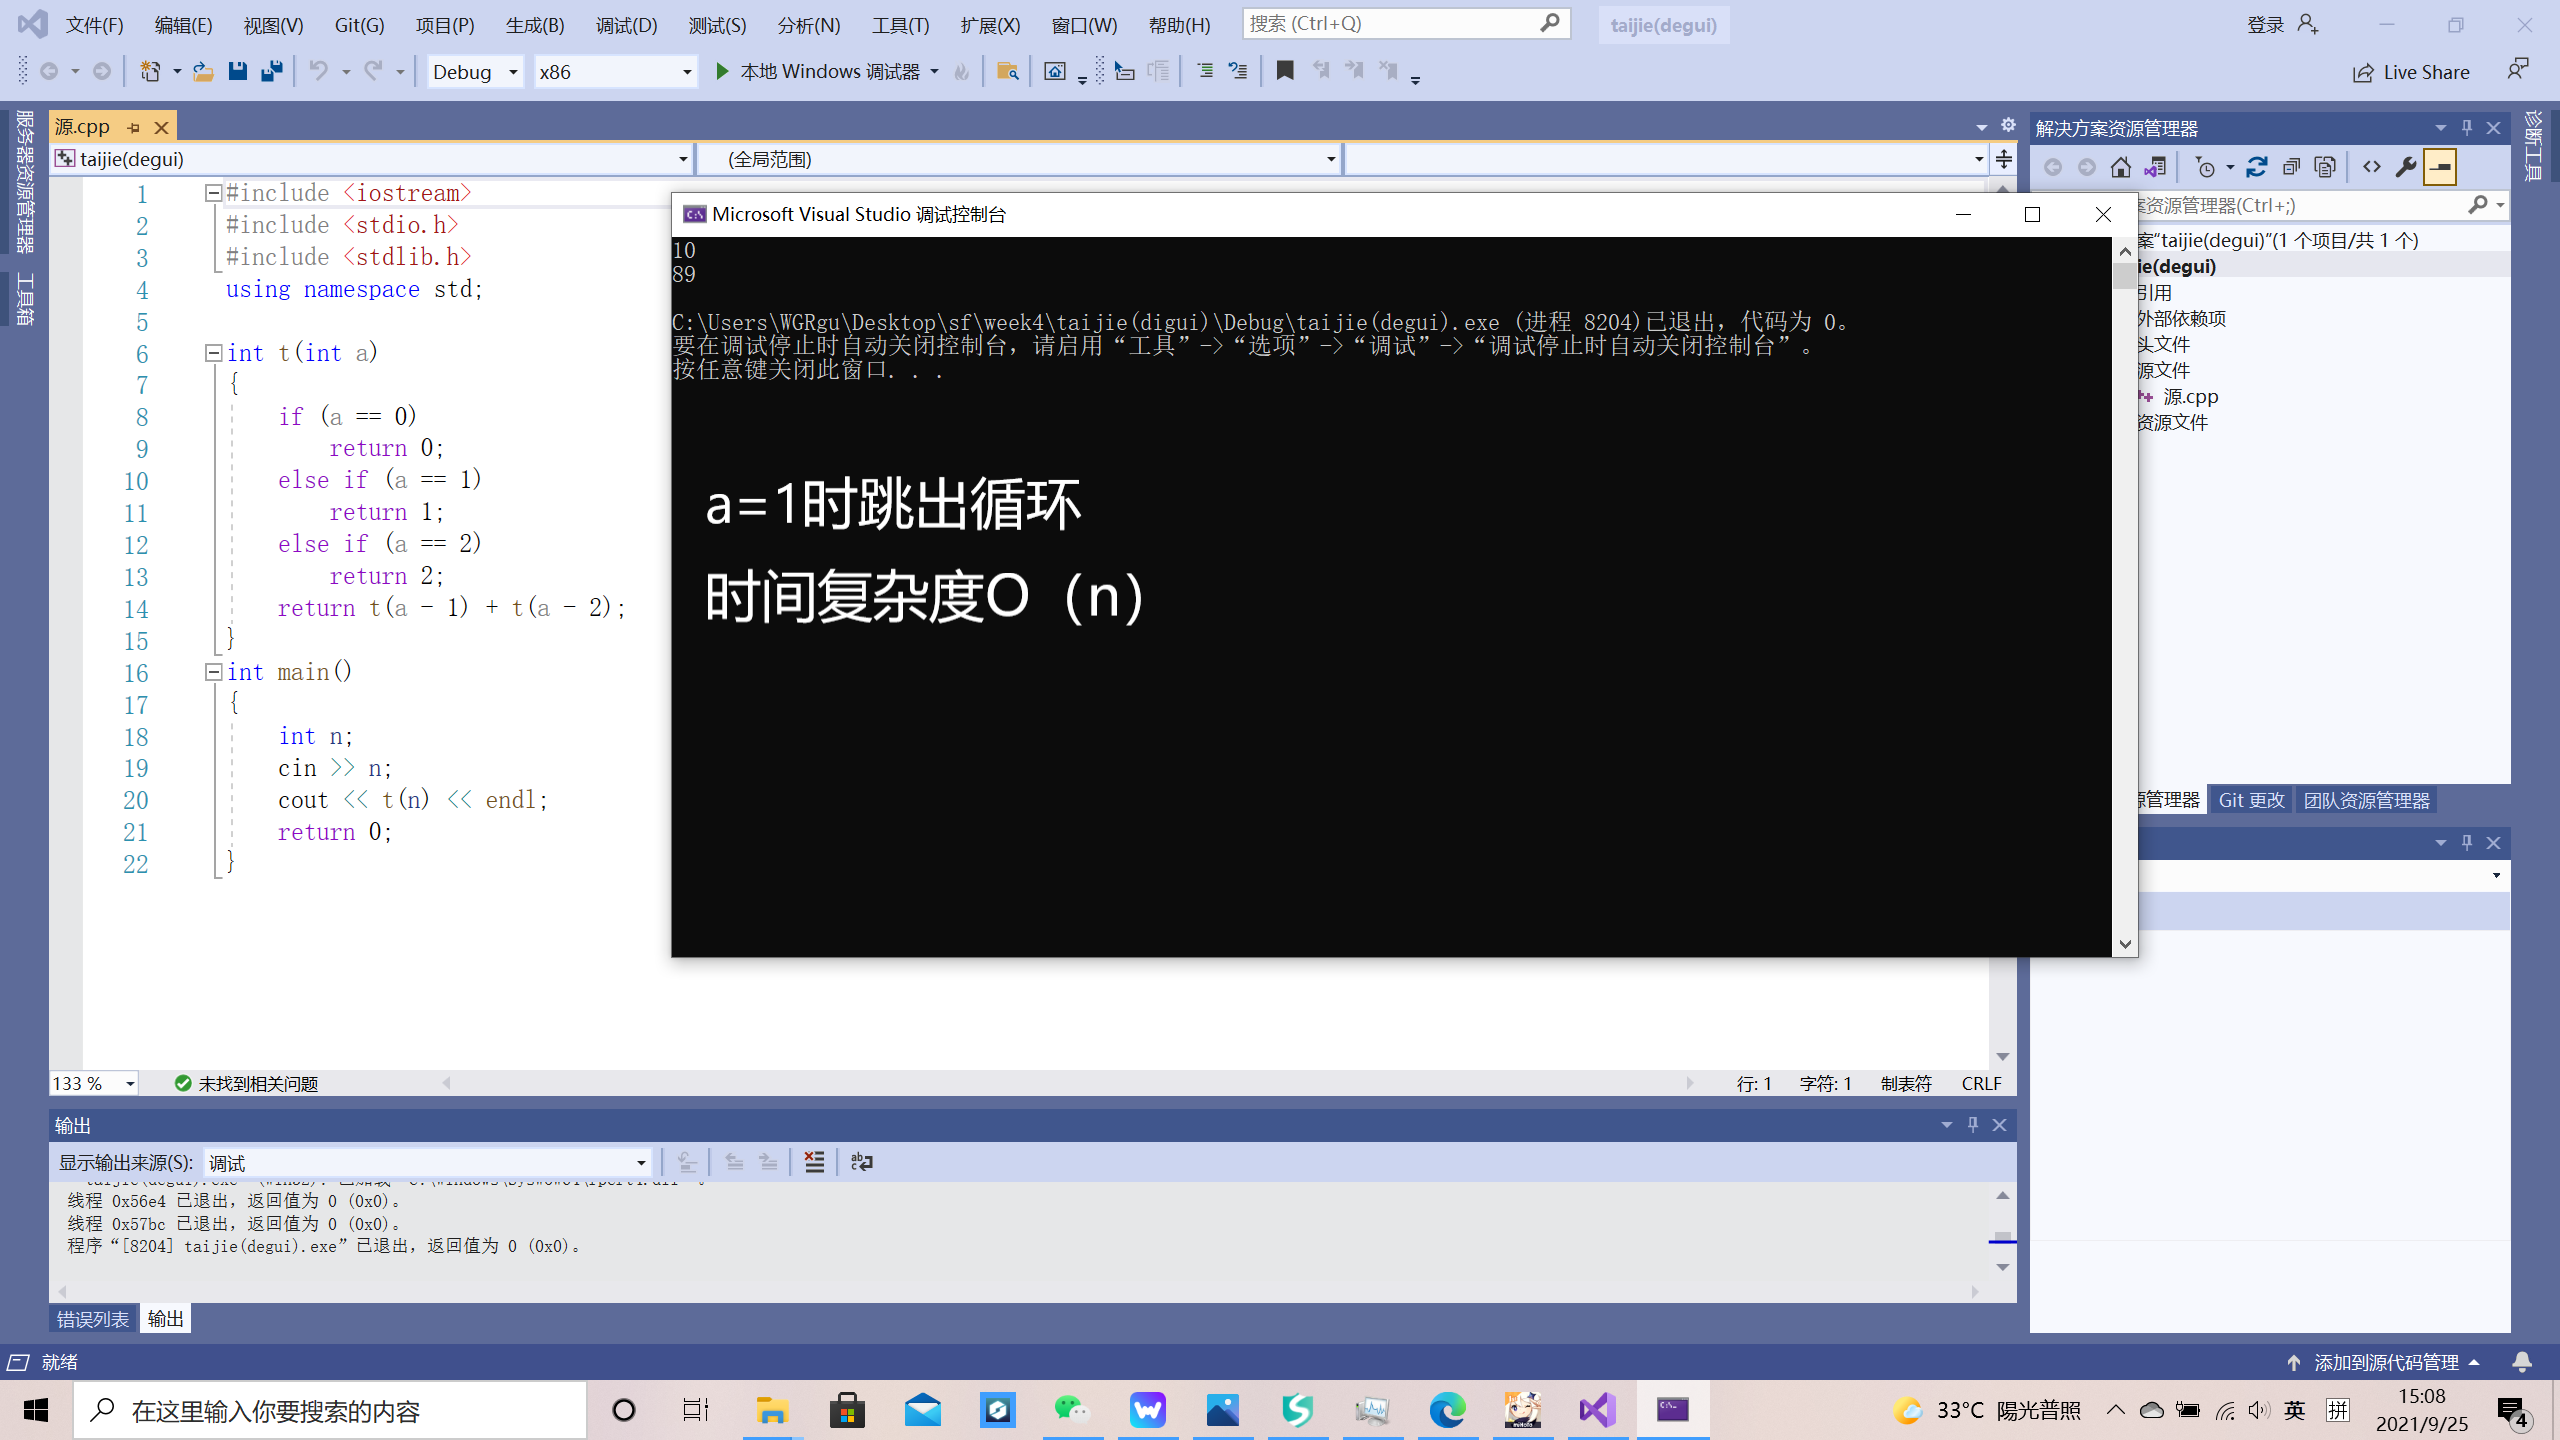 文件(F) 编辑(E) 视图(V) Git(G) 项目(P) 生成(B) 调试(D) 测试(S) 分析(N) 工具(T) 扩展(X) 窗口(W) 帮助(H) 搜索 (Ctrl+Q) taijie(degui) 登录
Debug x86 本地 Windows 调试器 Live Share
服务器资源管理器
工具箱
源.cpp
taijie(degui) (全局范围)
1 #include <iostream>
2 #include <stdio.h>
3 #include <stdlib.h>
4 using namespace std;
5
6 int t(int a)
7 {
8 if (a == 0)
9 return 0;
10 else if (a == 1)
11 return 1;
12 else if (a == 2)
13 return 2;
14 return t(a - 1) + t(a - 2);
15 }
16 int main()
17 {
18 int n;
19 cin >> n;
20 cout << t(n) << endl;
21 return 0;
22 }
Microsoft Visual Studio 调试控制台
10
89
C:\Users\WGRgu\Desktop\sf\week4\taijie(digui)\Debug\taijie(degui).exe (进程 8204)已退出，代码为 0。
要在调试停止时自动关闭控制台，请启用“工具”->“选项”->“调试”->“调试停止时自动关闭控制台”。
按任意键关闭此窗口. . .
a=1时跳出循环
时间复杂度O（n）
解决方案资源管理器
资源管理器(Ctrl+;)
案“taijie(degui)”(1 个项目/共 1 个)
ie(degui)
引用
外部依赖项
头文件
源文件
源.cpp
资源文件
源管理器 Git 更改 团队资源管理器
诊断工具
133 % 未找到相关问题 行: 1 字符: 1 制表符 CRLF
输出
显示输出来源(S): 调试
线程 0x56e4 已退出，返回值为 0 (0x0)。
线程 0x57bc 已退出，返回值为 0 (0x0)。
程序“[8204] taijie(degui).exe”已退出，返回值为 0 (0x0)。
错误列表 输出
就绪 添加到源代码管理
在这里输入你要搜索的内容 33°C 陽光普照 英 拼 15:08
2021/9/25 4